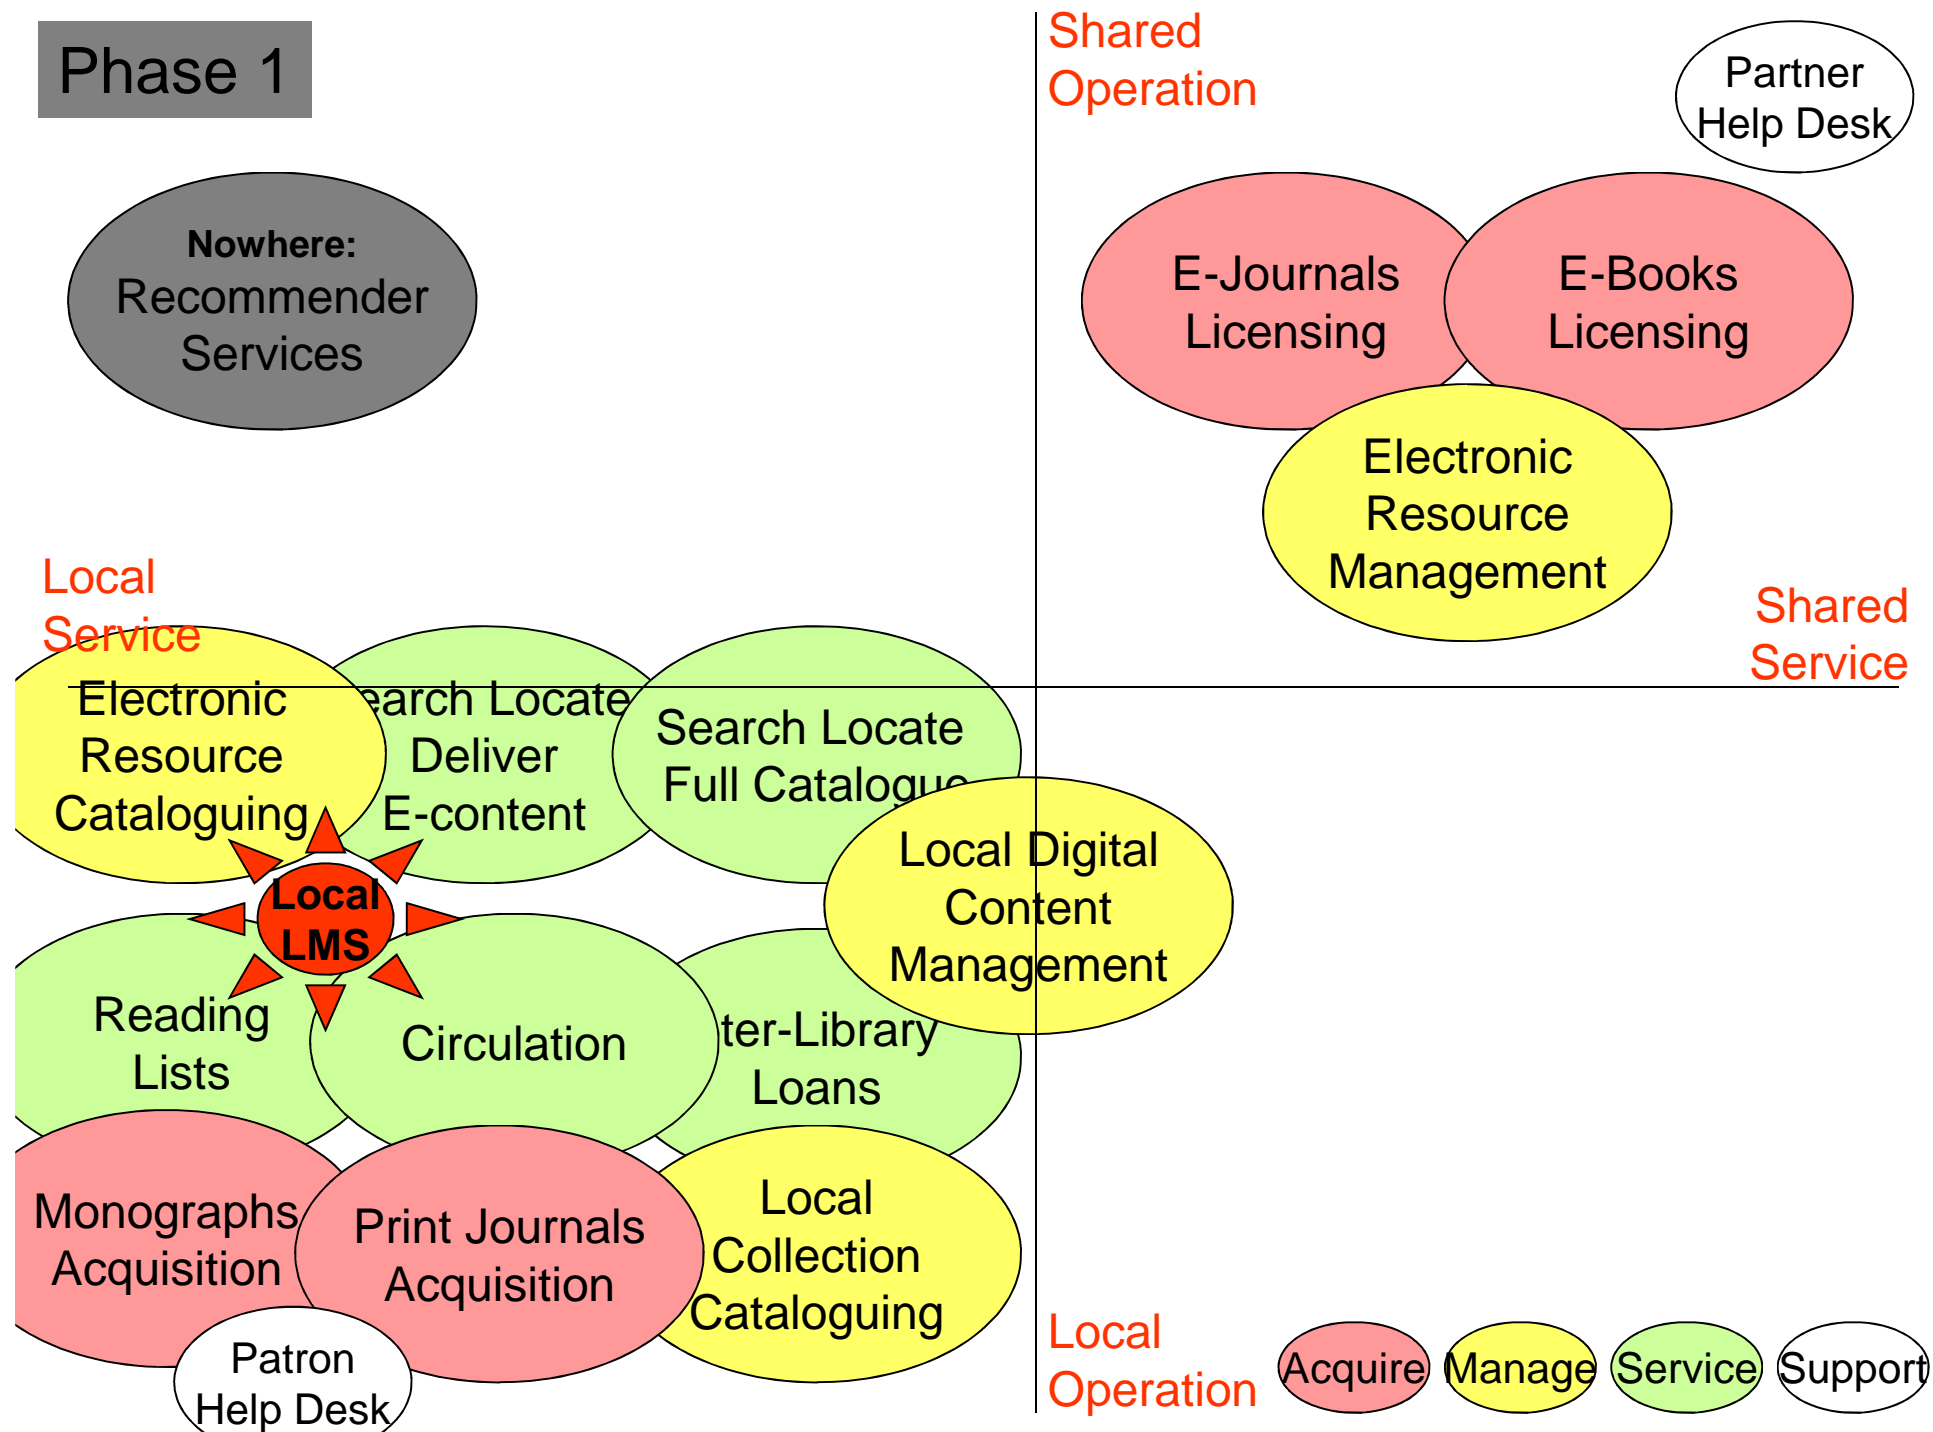 Phase 1
Shared
Operation
Partner
Help Desk
Nowhere:
Recommender
Services
E-Journals
Licensing
E-Books
Licensing
Electronic
Resource
Management
Local
Service
Shared
Service
Electronic
Resource
Cataloguing
earch Locate
Deliver
E-content
Search Locate
Full Catalogue
Local Digital
Content
Management
Local
LMS
Reading
Lists
Circulation
ter-Library
Loans
Monographs
Acquisition
Print Journals
Acquisition
Local
Collection
Cataloguing
Patron
Help Desk
Local
Operation
Acquire
Manage
Service
Support